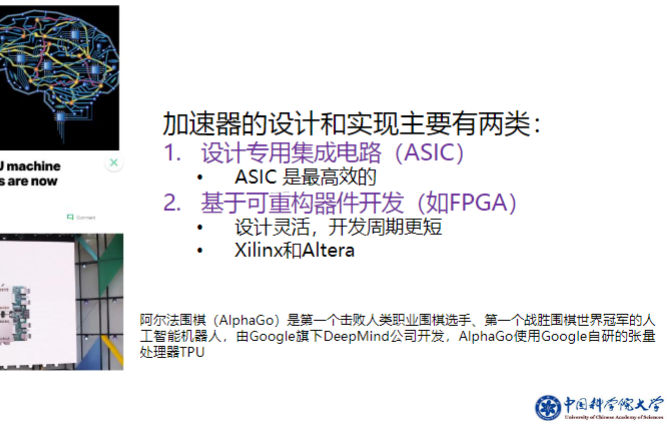 加速器的设计和实现主要有两类：
1. 设计专用集成电路（ASIC）
• ASIC 是最高效的
2. 基于可重构器件开发（如FPGA）
• 设计灵活，开发周期更短
• Xilinx和Altera
U machine
s are now
Comment
阿尔法围棋（AlphaGo）是第一个击败人类职业围棋选手、第一个战胜围棋世界冠军的人
工智能机器人，由Google旗下DeepMind公司开发，AlphaGo使用Google自研的张量
处理器TPU
中国科学院大学
University of Chinese Academy of Sciences